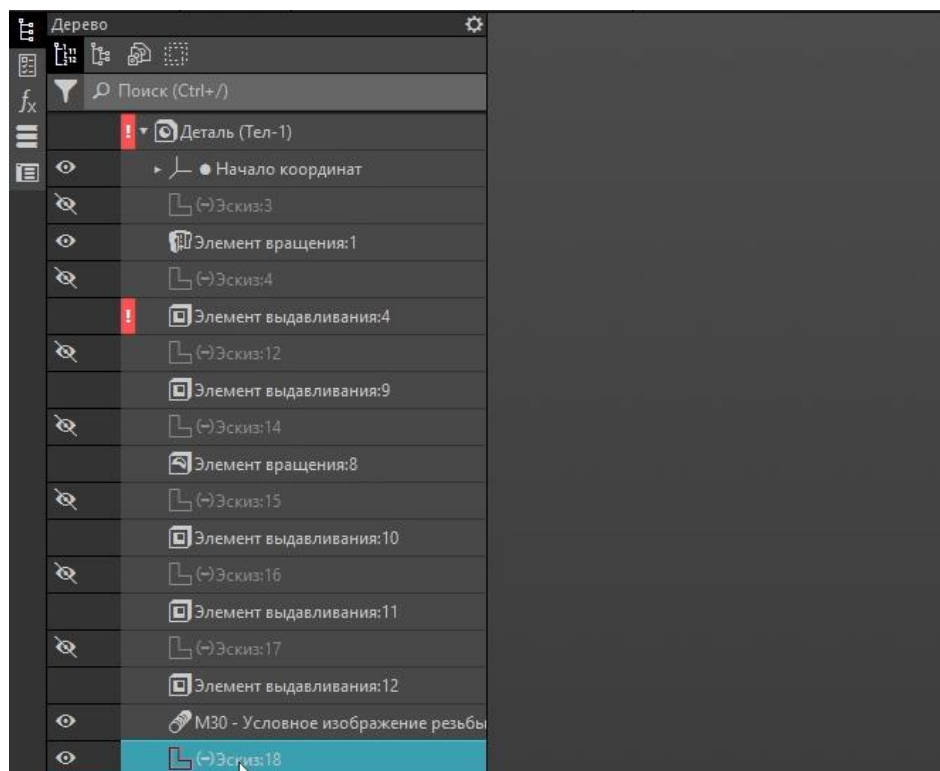 Дерево
Поиск (Ctrl+/)
Деталь (Тел-1)
Начало координат
(-)Эскиз:3
Элемент вращения:1
(-)Эскиз:4
Элемент выдавливания:4
(-)Эскиз:12
Элемент выдавливания:9
(-)Эскиз:14
Элемент вращения:8
(-)Эскиз:15
Элемент выдавливания:10
(-)Эскиз:16
Элемент выдавливания:11
(-)Эскиз:17
Элемент выдавливания:12
М30 - Условное изображение резьбы
(-)Эскиз:18